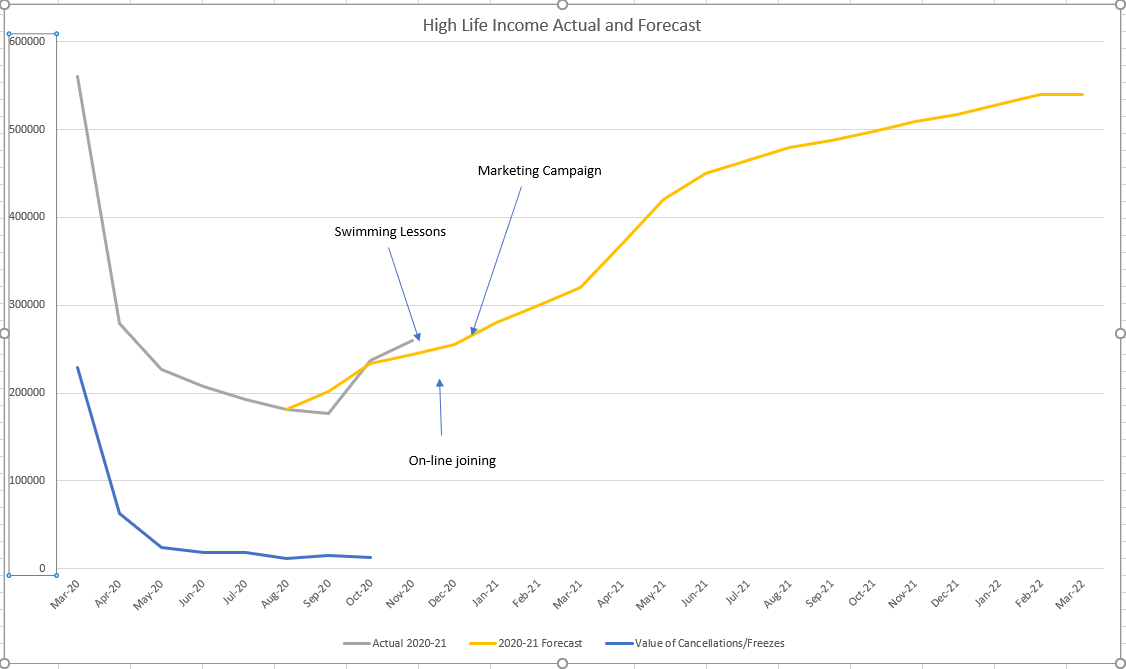 High Life Income Actual and Forecast
600000
500000
400000
300000
200000
100000
0
Marketing Campaign
Swimming Lessons
On-line joining
Mar-20 Apr-20 May-20 Jun-20 Jul-20 Aug-20 Sep-20 Oct-20 Nov-20 Dec-20 Jan-21 Feb-21 Mar-21 Apr-21 May-21 Jun-21 Jul-21 Aug-21 Sep-21 Oct-21 Nov-21 Dec-21 Jan-22 Feb-22 Mar-22
Actual 2020-21 2020-21 Forecast Value of Cancellations/Freezes